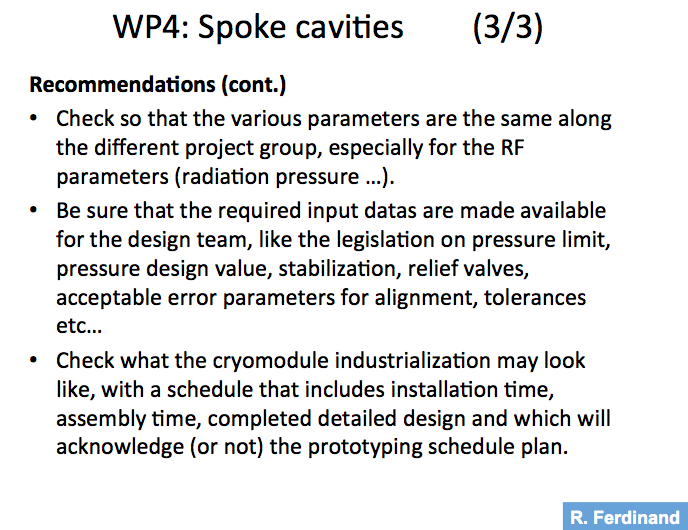 WP4: Spoke cavities (3/3)
Recommendations (cont.)
• Check so that the various parameters are the same along
the different project group, especially for the RF
parameters (radiation pressure ...).
• Be sure that the required input datas are made available
for the design team, like the legislation on pressure limit,
pressure design value, stabilization, relief valves,
acceptable error parameters for alignment, tolerances
etc...
• Check what the cryomodule industrialization may look
like, with a schedule that includes installation time,
assembly time, completed detailed design and which will
acknowledge (or not) the prototyping schedule plan.
R. Ferdinand